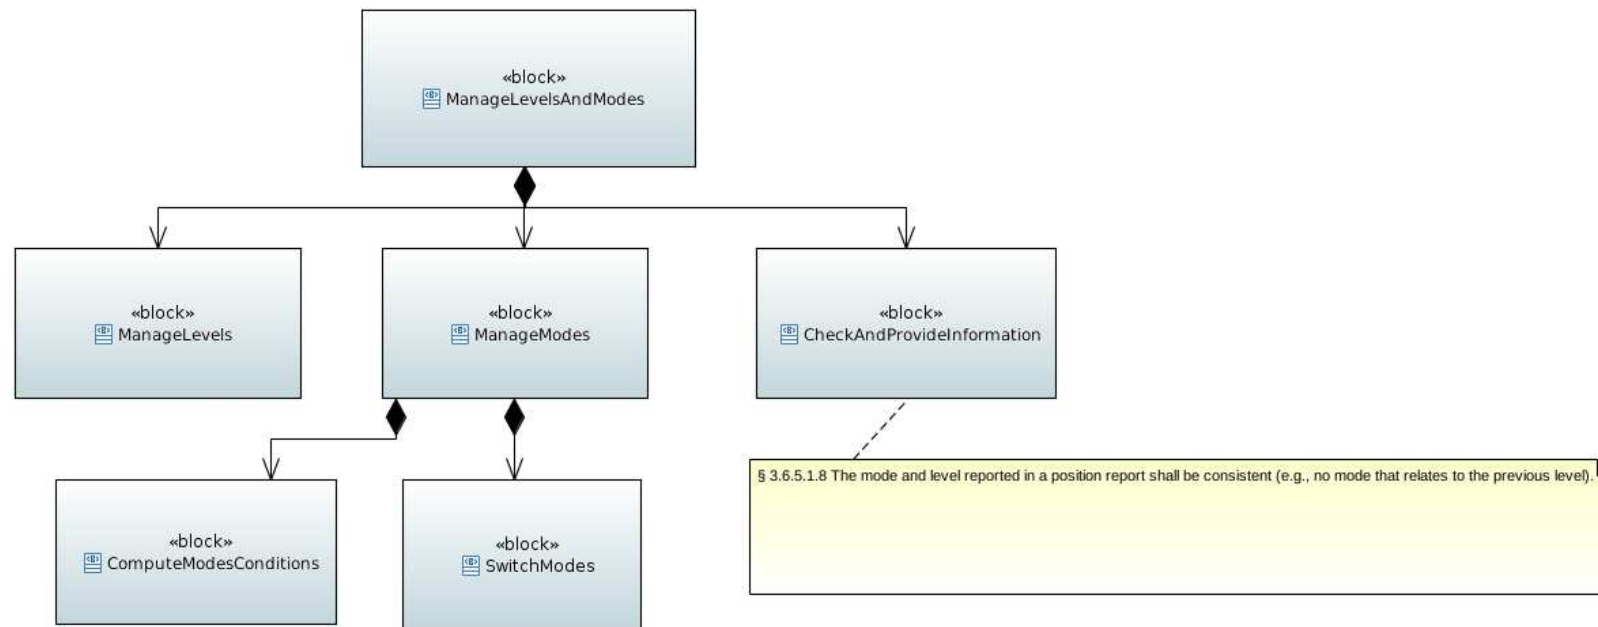 «block»
ManageLevelsAndModes
«block»
ManageLevels
«block»
ManageModes
«block»
CheckAndProvideInformation
§ 3.6.5.1.8 The mode and level reported in a position report shall be consistent (e.g., no mode that relates to the previous level).
«block»
ComputeModesConditions
«block»
SwitchModes